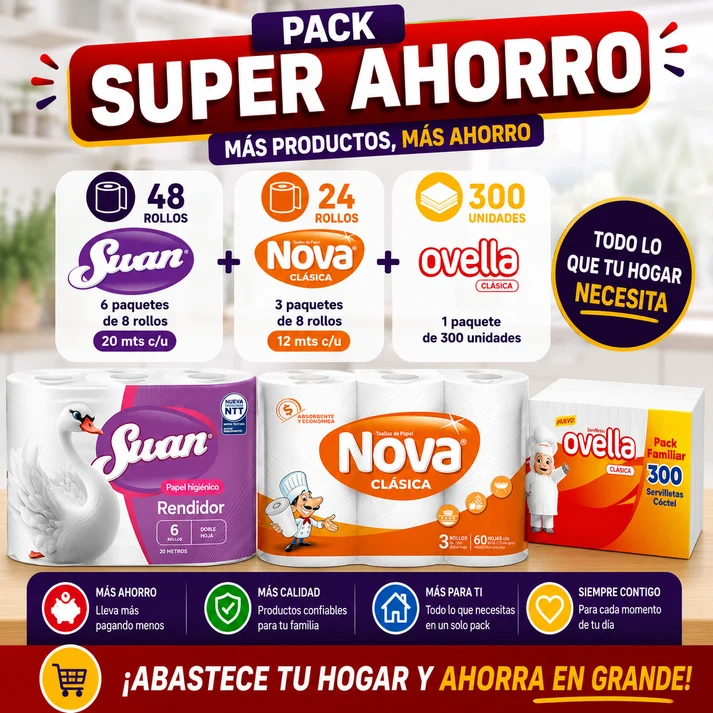 PACK
SUPER AHORRO
MÁS PRODUCTOS, MÁS AHORRO
48
ROLLOS
Swan®
6 paquetes
de 8 rollos
20 mts c/u
+
24
ROLLOS
Toallas de Papel
Nova®
CLÁSICA
3 paquetes
de 8 rollos
12 mts c/u
+
300
UNIDADES
ovella
CLÁSICA
1 paquete
de 300 unidades
TODO LO
QUE TU HOGAR
NECESITA
Swan®
NUEVA
NTT
Papel higiénico
Rendidor
6
ROLLOS
DOBLE
HOJA
20 METROS
ABSORBENTE
Y ECONÓMICA
Toallas de Papel
Nova®
CLÁSICA
3 ROLLOS
60 HOJAS c/u
¡NUEVO!
Servilletas
ovella
CLÁSICA
Pack
Familiar
300
Servilletas
Cóctel
MÁS AHORRO
Lleva más
pagando menos
MÁS CALIDAD
Productos confiables
para tu familia
MÁS PARA TI
Todo lo que necesitas
en un solo pack
SIEMPRE CONTIGO
Para cada momento
de tu día
¡ABASTECE TU HOGAR Y AHORRA EN GRANDE!